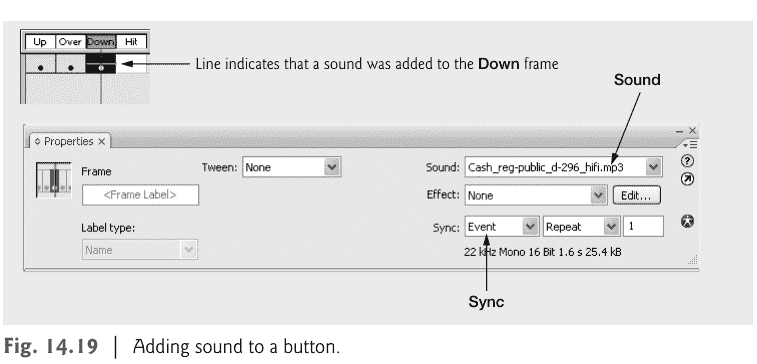 Up Over Down Hit
Line indicates that a sound was added to the Down frame
Sound
Properties ×
Frame
Tween: None
Sound: Cash_reg-public_d-296_hifi.mp3
<Frame Label>
Effect: None Edit...
Label type:
Sync: Event Repeat 1
Name
22 kHz Mono 16 Bit 1.6 s 25.4 kB
Sync
Fig. 14.19 | Adding sound to a button.